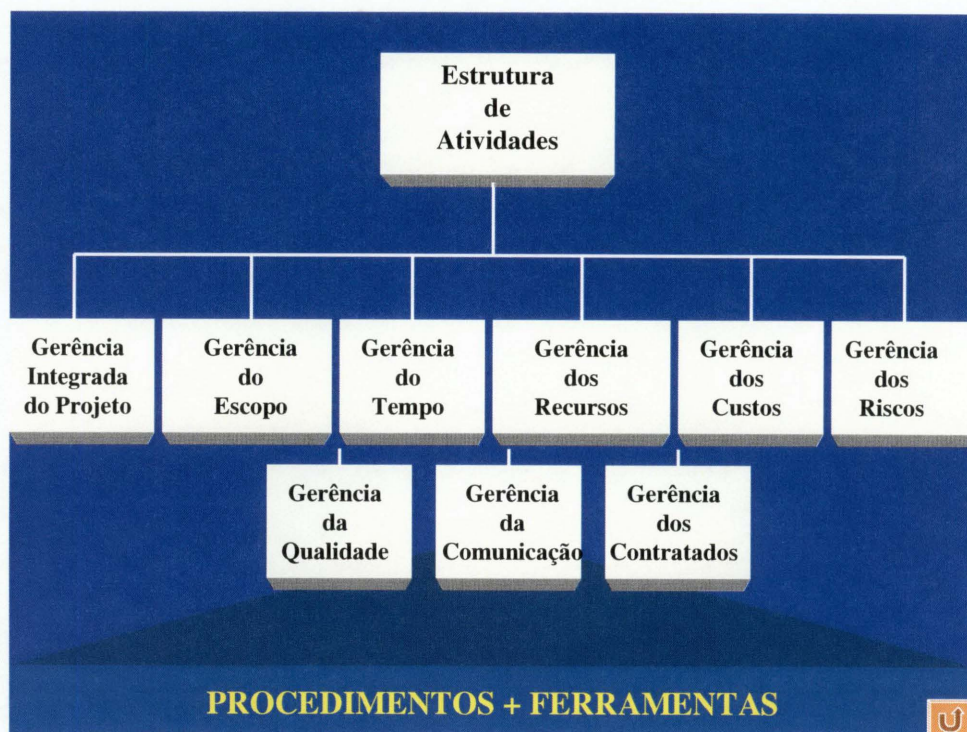 Estrutura
de
Atividades
Gerência
Integrada
do Projeto
Gerência
do
Escopo
Gerência
do
Tempo
Gerência
dos
Recursos
Gerência
dos
Custos
Gerência
dos
Riscos
Gerência
da
Qualidade
Gerência
da
Comunicação
Gerência
dos
Contratados
PROCEDIMENTOS + FERRAMENTAS